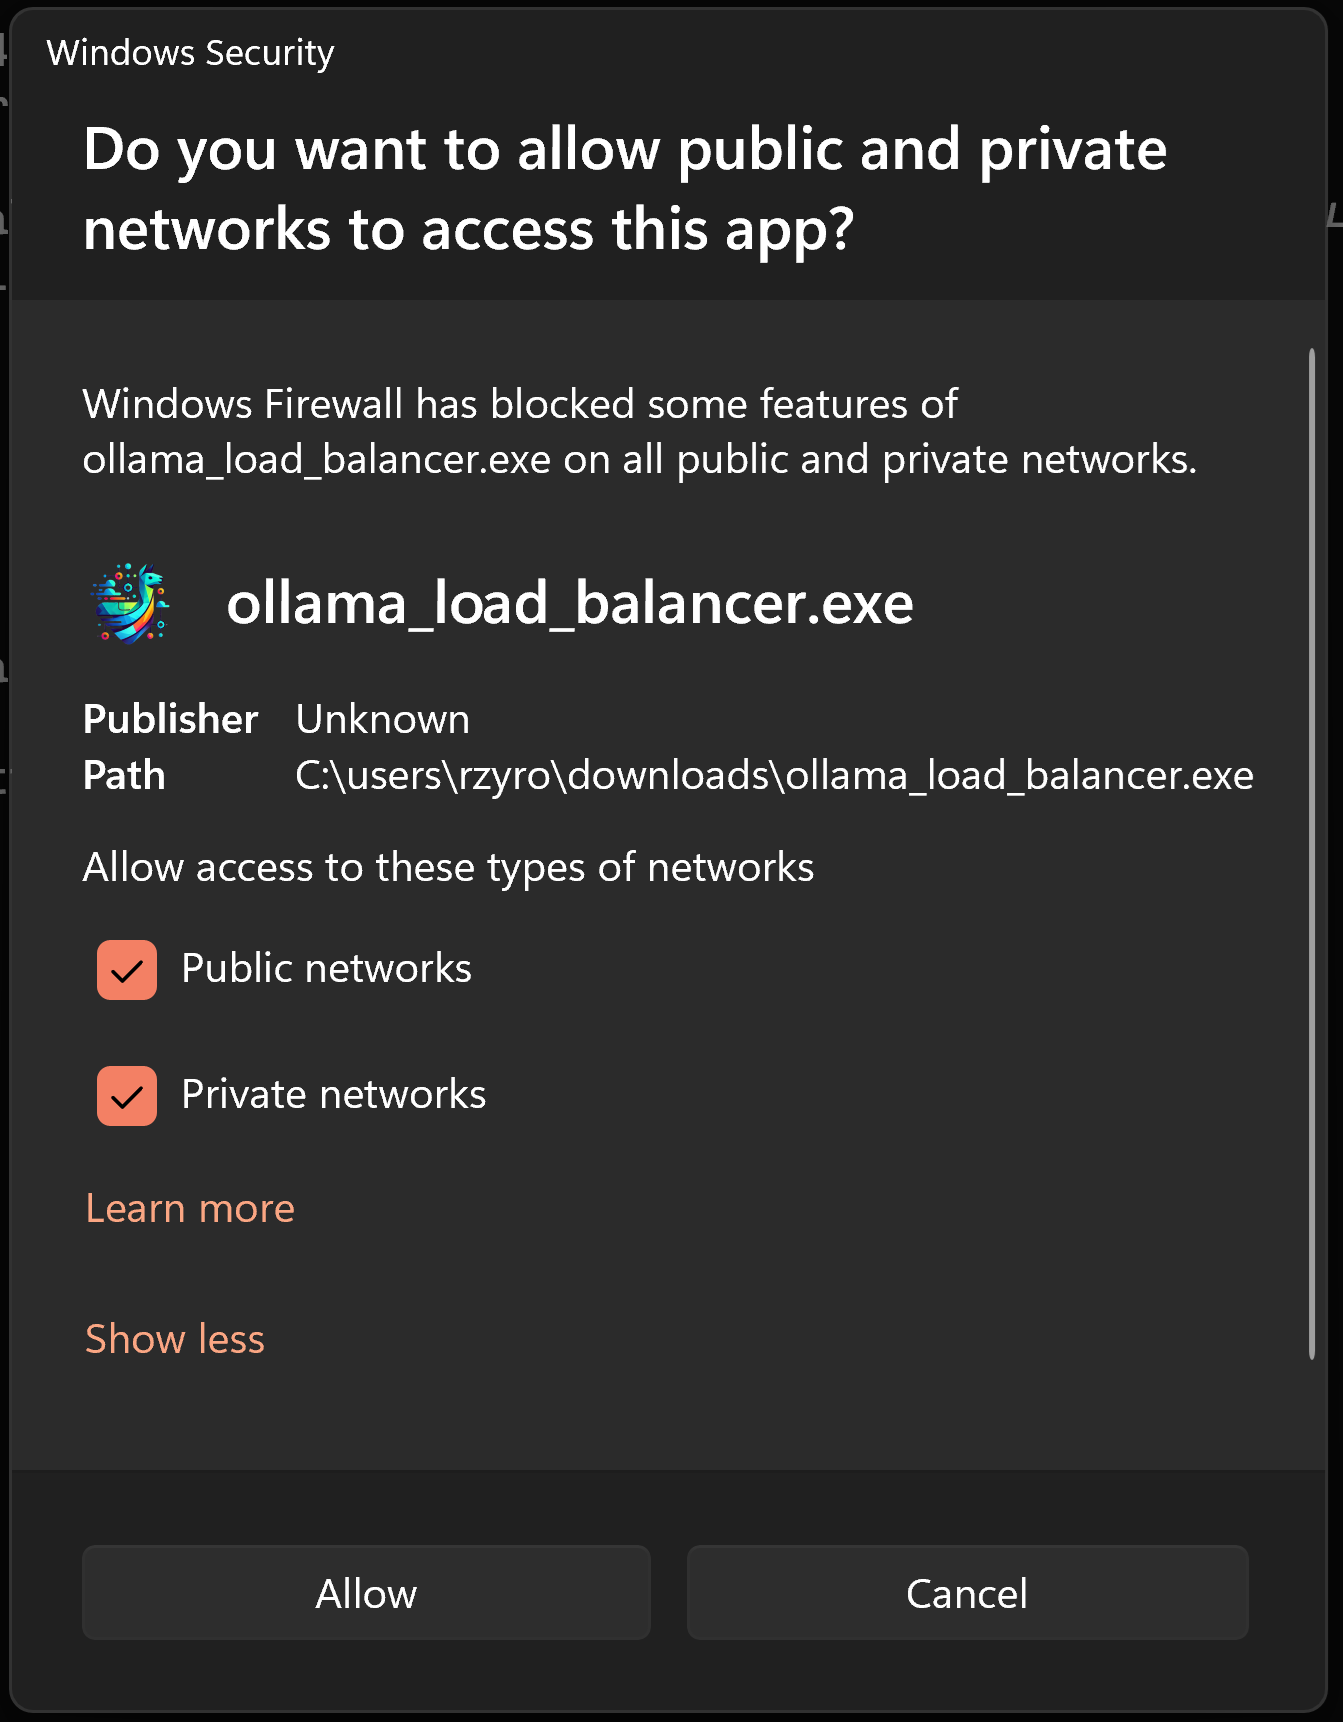 Windows Security
Do you want to allow public and private
networks to access this app?
Windows Firewall has blocked some features of
ollama_load_balancer.exe on all public and private networks.
ollama_load_balancer.exe
Publisher Unknown
Path C:\users\rzyro\downloads\ollama_load_balancer.exe
Allow access to these types of networks
Public networks
Private networks
Learn more
Show less
Allow Cancel